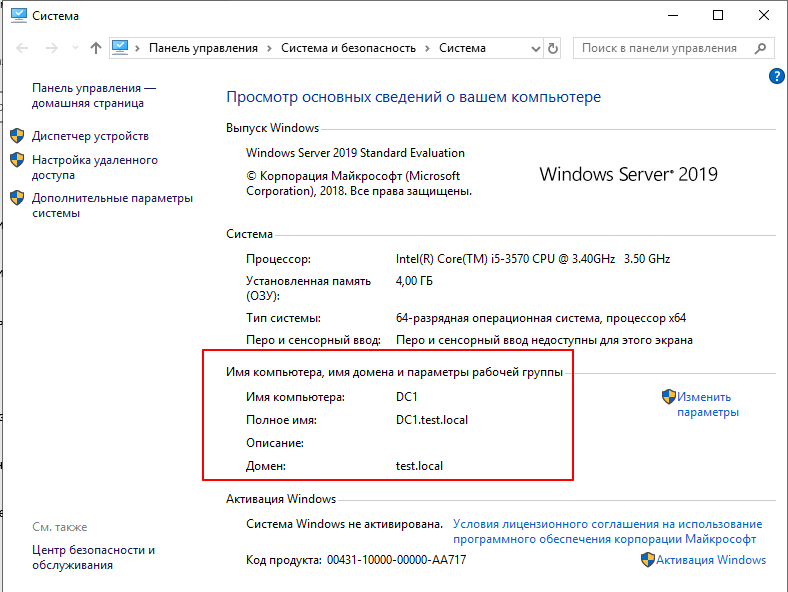 Система
Панель управления
Система и безопасность
Система
Поиск в панели управления
Панель управления —
домашняя страница
Диспетчер устройств
Настройка удаленного
доступа
Дополнительные параметры
системы
Просмотр основных сведений о вашем компьютере
Выпуск Windows
Windows Server 2019 Standard Evaluation
© Корпорация Майкрософт (Microsoft
Corporation), 2018. Все права защищены.
Windows Server® 2019
Система
Процессор: Intel(R) Core(TM) i5-3570 CPU @ 3.40GHz 3.50 GHz
Установленная память 4,00 ГБ
(ОЗУ):
Тип системы: 64-разрядная операционная система, процессор x64
Перо и сенсорный ввод: Перо и сенсорный ввод недоступны для этого экрана
Имя компьютера, имя домена и параметры рабочей группы
Имя компьютера: DC1
Изменить
параметры
Полное имя: DC1.test.local
Описание:
Домен: test.local
Активация Windows
Система Windows не активирована. Условия лицензионного соглашения на использование
программного обеспечения корпорации Майкрософт
Код продукта: 00431-10000-00000-AA717
Активация Windows
См. также
Центр безопасности и
обслуживания